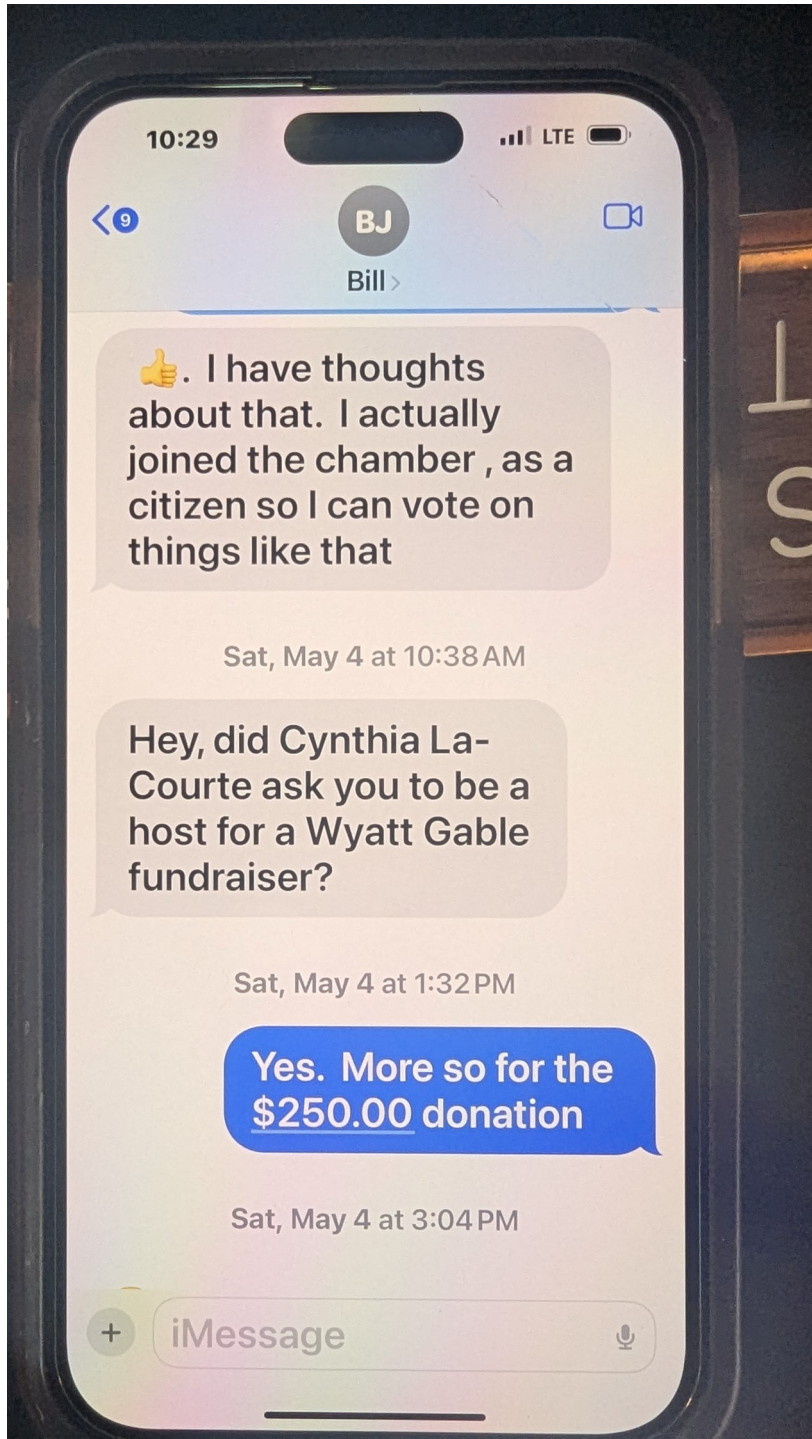 10:29
LTE
9
BJ
Bill
👍. I have thoughts
about that. I actually
joined the chamber , as a
citizen so I can vote on
things like that
Sat, May 4 at 10:38 AM
Hey, did Cynthia La-
Courte ask you to be a
host for a Wyatt Gable
fundraiser?
Sat, May 4 at 1:32 PM
Yes. More so for the
$250.00 donation
Sat, May 4 at 3:04 PM
+
iMessage
S